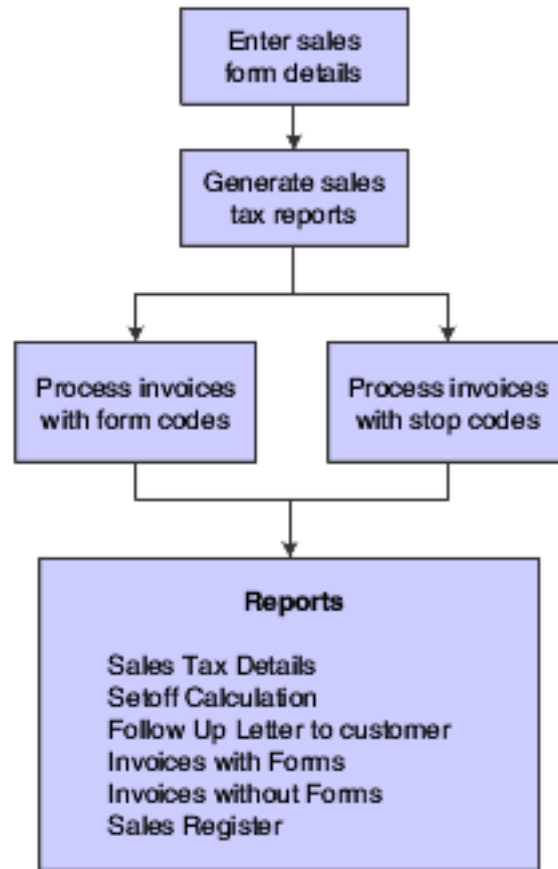 Enter sales
form details
Generate sales
tax reports
Process invoices
with form codes
Process invoices
with stop codes
Reports
Sales Tax Details
Setoff Calculation
Follow Up Letter to customer
Invoices with Forms
Invoices without Forms
Sales Register